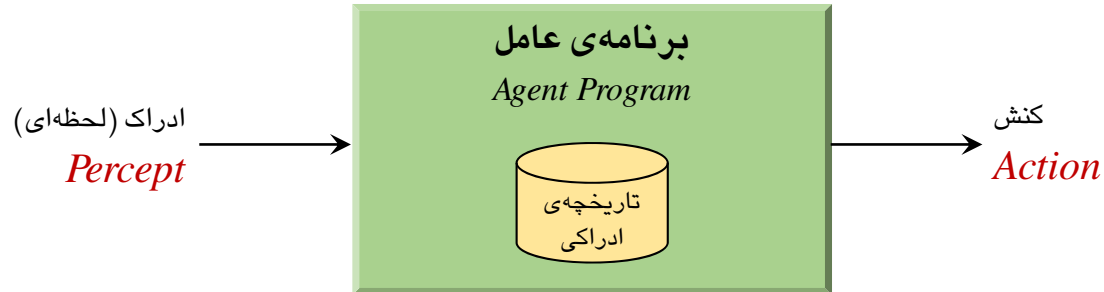 برنامه‌ی عامل
Agent Program
ادراک (لحظه‌ای)
Percept
تاریخچه‌ی
ادراکی
کنش
Action